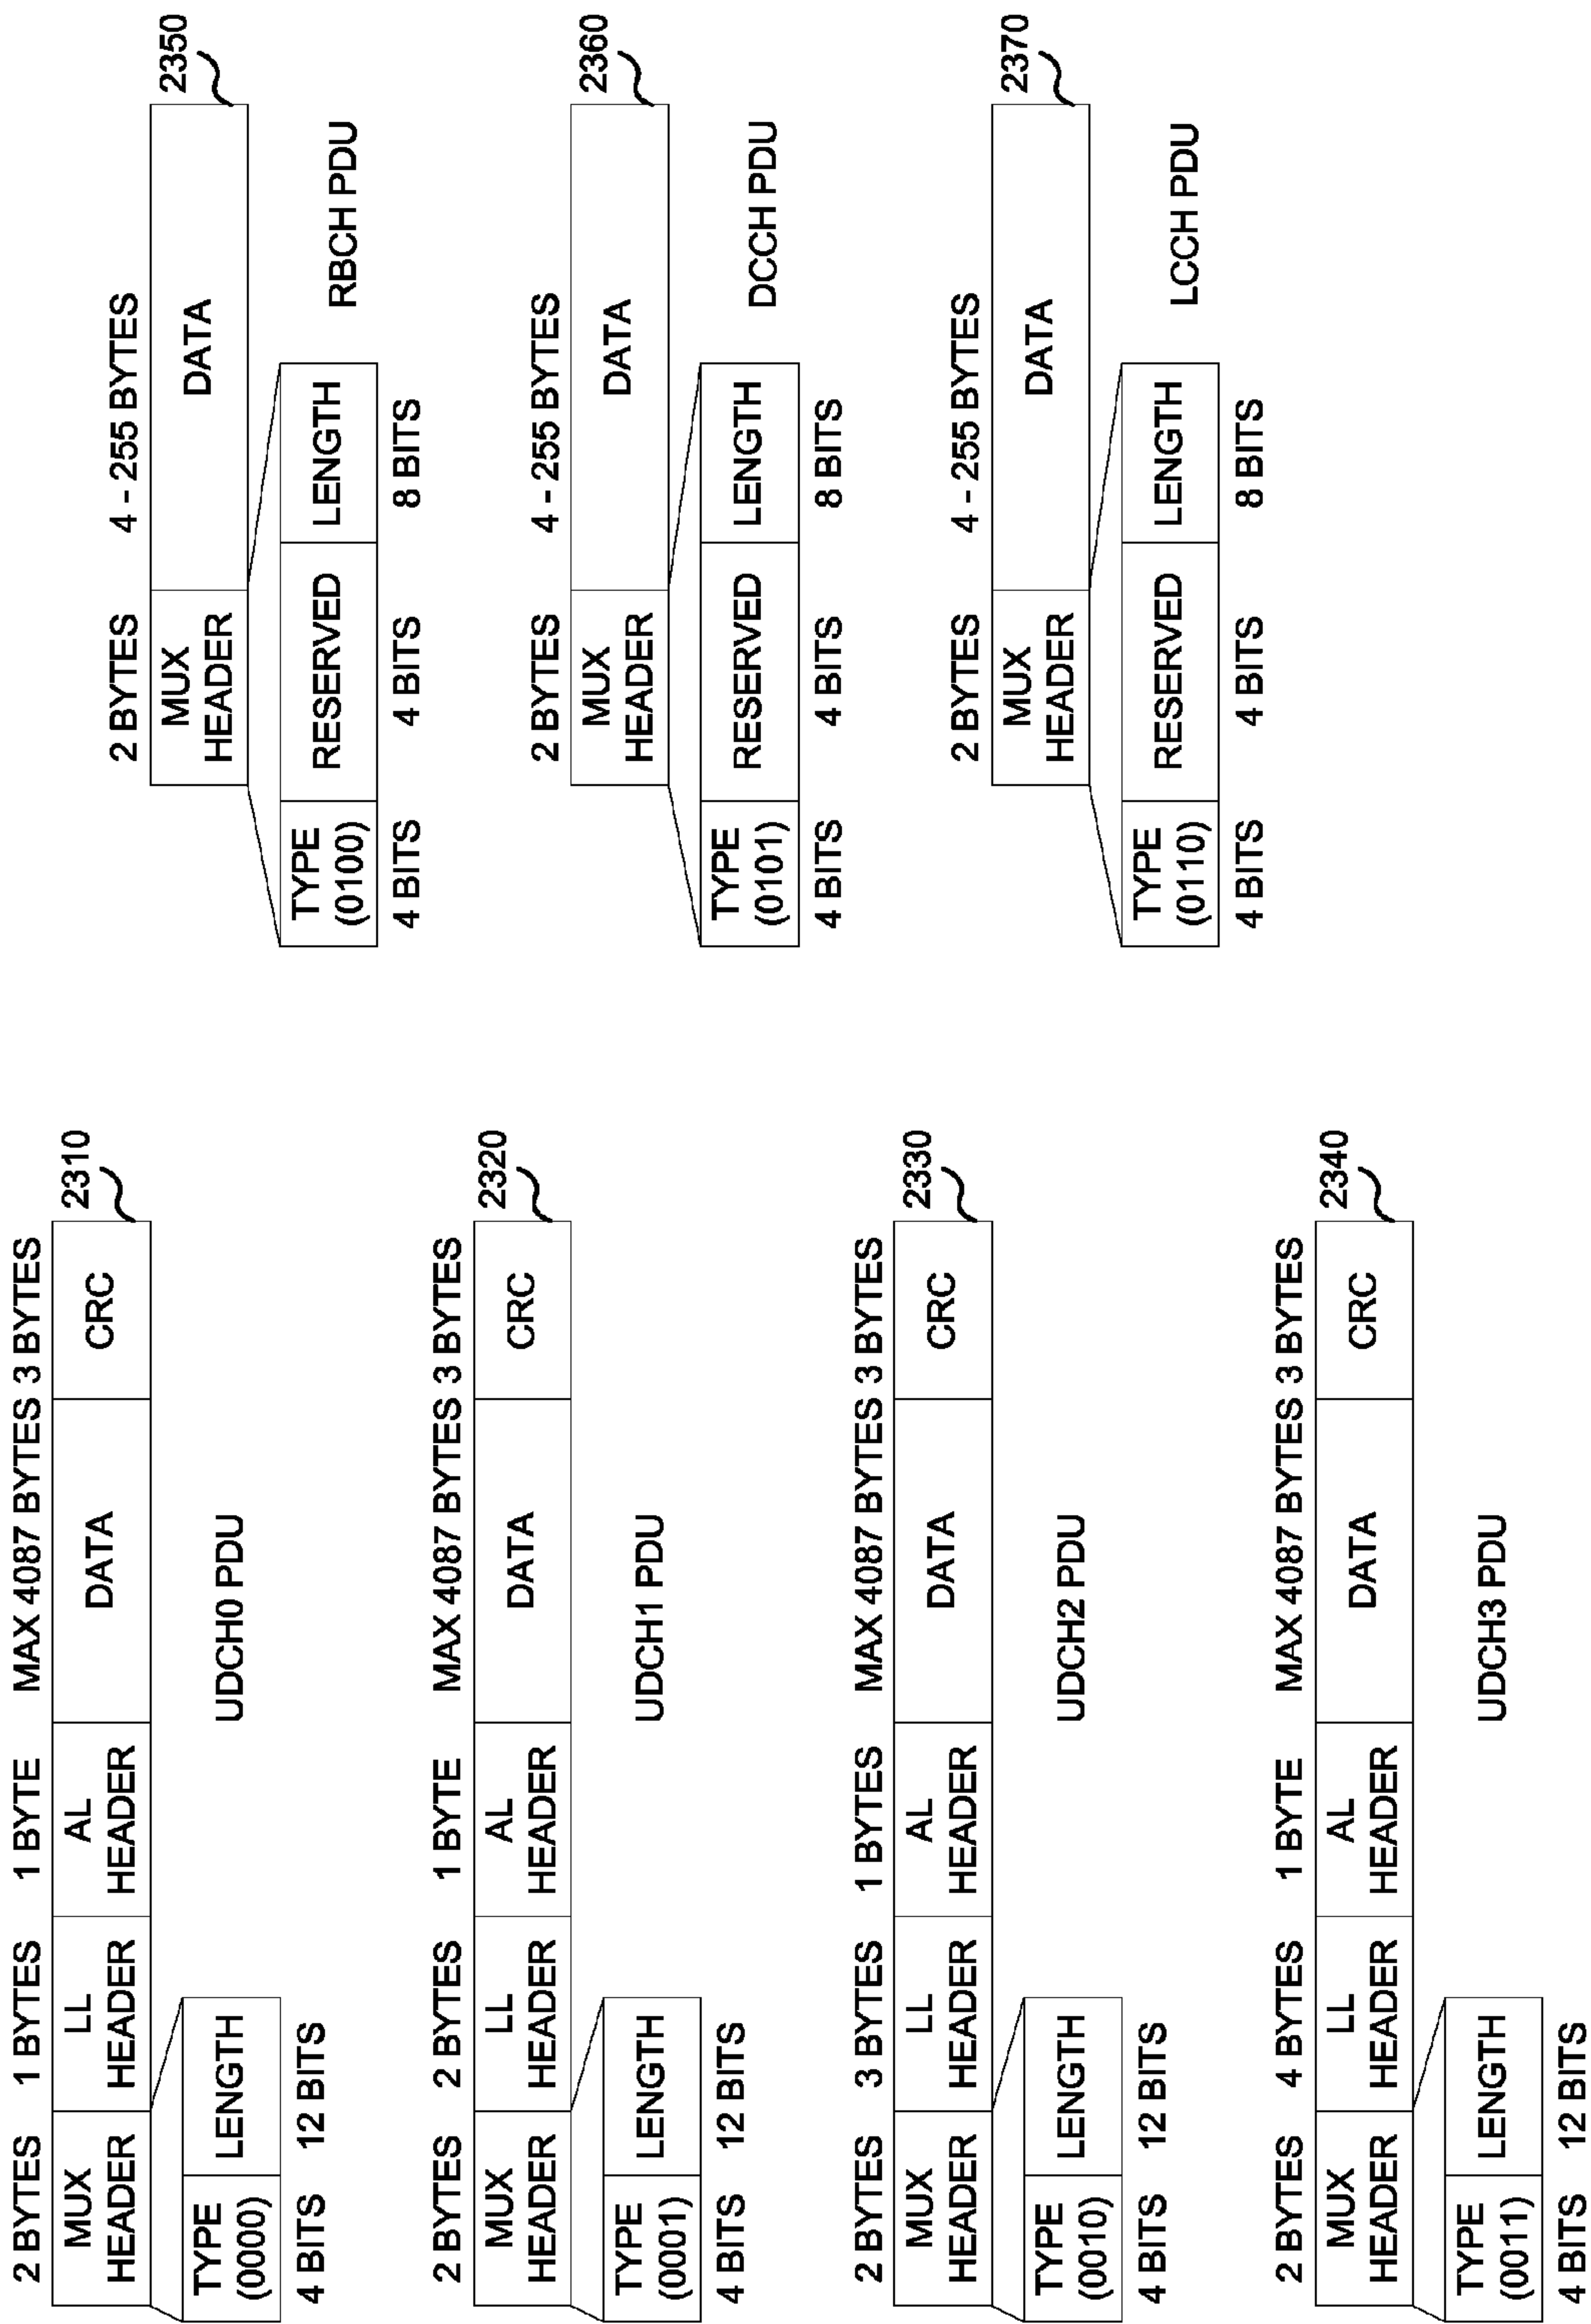 2 BYTES 1 BYTES 1 BYTE MAX 4087 BYTES 3 BYTES
MUX HEADER LL HEADER AL HEADER DATA CRC
2310
TYPE (0000) LENGTH
4 BITS 12 BITS
UDCH0 PDU
2 BYTES 2 BYTES 1 BYTE MAX 4087 BYTES 3 BYTES
MUX HEADER LL HEADER AL HEADER DATA CRC
2320
TYPE (0001) LENGTH
4 BITS 12 BITS
UDCH1 PDU
2 BYTES 3 BYTES 1 BYTES MAX 4087 BYTES 3 BYTES
MUX HEADER LL HEADER AL HEADER DATA CRC
2330
TYPE (0010) LENGTH
4 BITS 12 BITS
UDCH2 PDU
2 BYTES 4 BYTES 1 BYTE MAX 4087 BYTES 3 BYTES
MUX HEADER LL HEADER AL HEADER DATA CRC
2340
TYPE (0011) LENGTH
4 BITS 12 BITS
UDCH3 PDU
2 BYTES 4 - 255 BYTES
MUX HEADER DATA
2350
TYPE (0100) RESERVED LENGTH
4 BITS 4 BITS 8 BITS
RBCH PDU
2 BYTES 4 - 255 BYTES
MUX HEADER DATA
2360
TYPE (0101) RESERVED LENGTH
4 BITS 4 BITS 8 BITS
DCCH PDU
2 BYTES 4 - 255 BYTES
MUX HEADER DATA
2370
TYPE (0110) RESERVED LENGTH
4 BITS 4 BITS 8 BITS
LCCH PDU